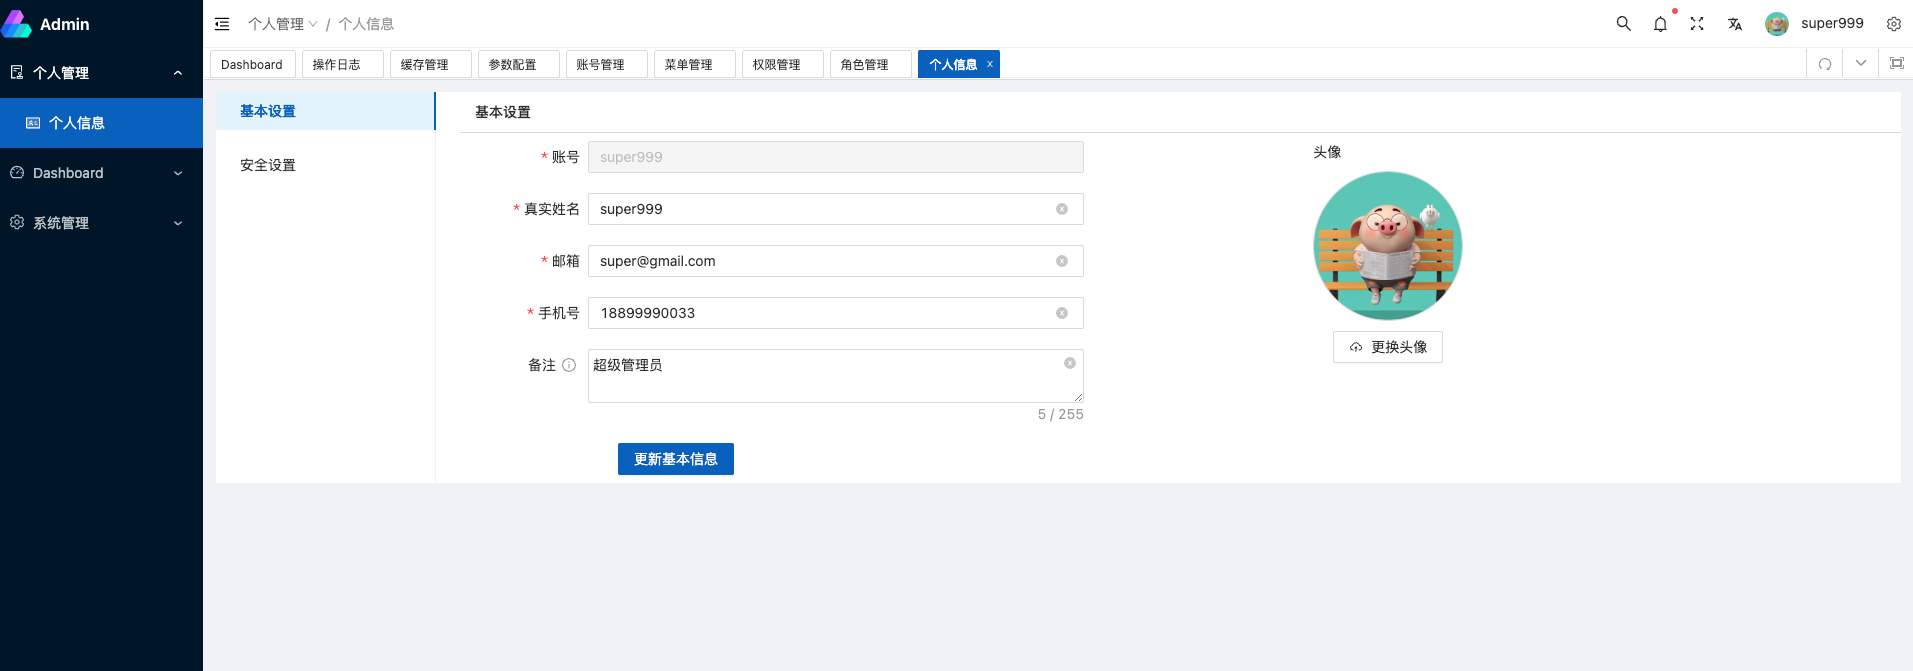 Admin
个人管理
个人信息
Dashboard
系统管理
个人管理 / 个人信息
super999
Dashboard 操作日志 缓存管理 参数配置 账号管理 菜单管理 权限管理 角色管理 个人信息 x
基本设置
安全设置
基本设置
* 账号 super999
* 真实姓名 super999
* 邮箱 super@gmail.com
* 手机号 18899990033
备注 超级管理员
5 / 255
更新基本信息
头像
更换头像